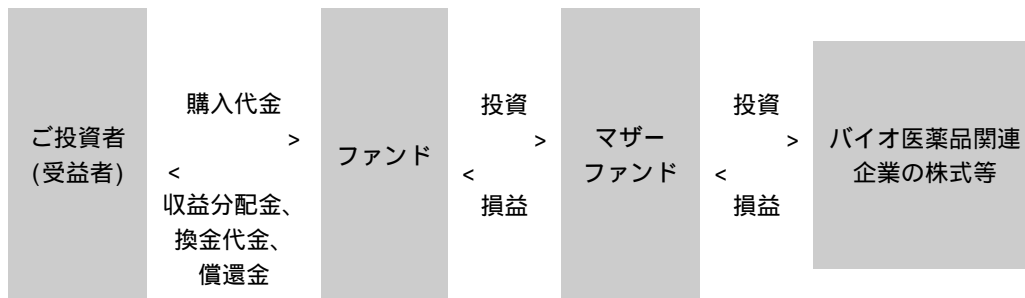 ご投資者
(受益者)
購入代金
>
<
収益分配金、
換金代金、
償還金
ファンド
投資
>
<
損益
マザー
ファンド
投資
>
<
損益
バイオ医薬品関連
企業の株式等